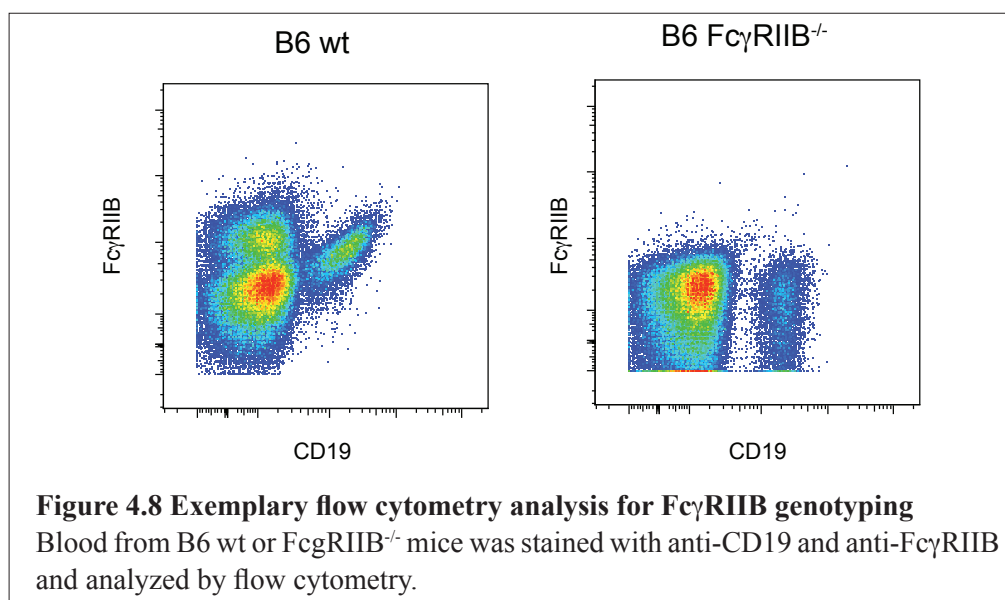 B6 wt
B6 FcγRIIB-/-
FcγRIIB
FcγRIIB
CD19
CD19
Figure 4.8 Exemplary flow cytometry analysis for FcγRIIB genotyping
Blood from B6 wt or FcgRIIB-/- mice was stained with anti-CD19 and anti-FcγRIIB
and analyzed by flow cytometry.